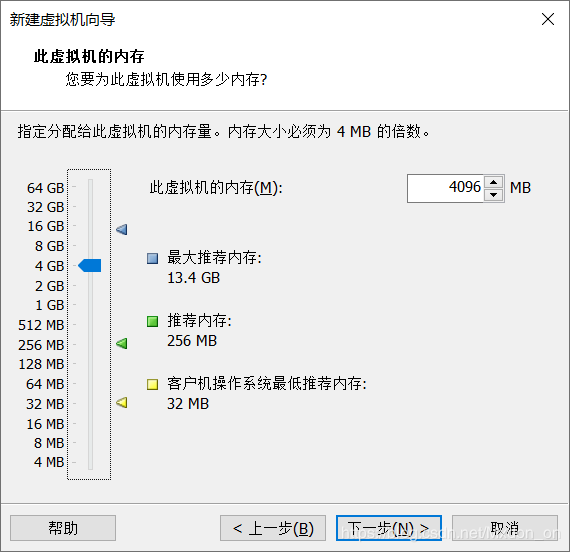 新建虚拟机向导
此虚拟机的内存
您要为此虚拟机使用多少内存?
指定分配给此虚拟机的内存量。内存大小必须为 4 MB 的倍数。
64 GB
32 GB
16 GB
8 GB
4 GB
2 GB
1 GB
512 MB
256 MB
128 MB
64 MB
32 MB
16 MB
8 MB
4 MB
此虚拟机的内存(M):
4096 MB
最大推荐内存:
13.4 GB
推荐内存:
256 MB
客户机操作系统最低推荐内存:
32 MB
帮助
< 上一步(B)
下一步(N) >
取消